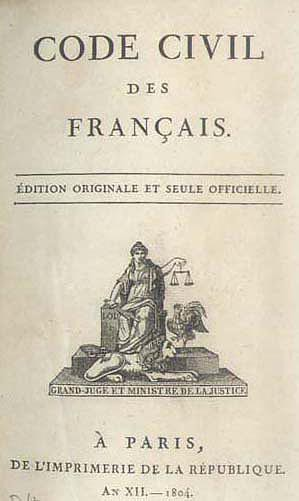 CODE CIVIL
DES
FRANÇAIS.
ÉDITION ORIGINALE ET SEULE OFFICIELLE.
LOI
GRAND-JUGE ET MINISTRE DE LA JUSTICE
À PARIS,
DE L'IMPRIMERIE DE LA RÉPUBLIQUE.
AN XII. — 1804.